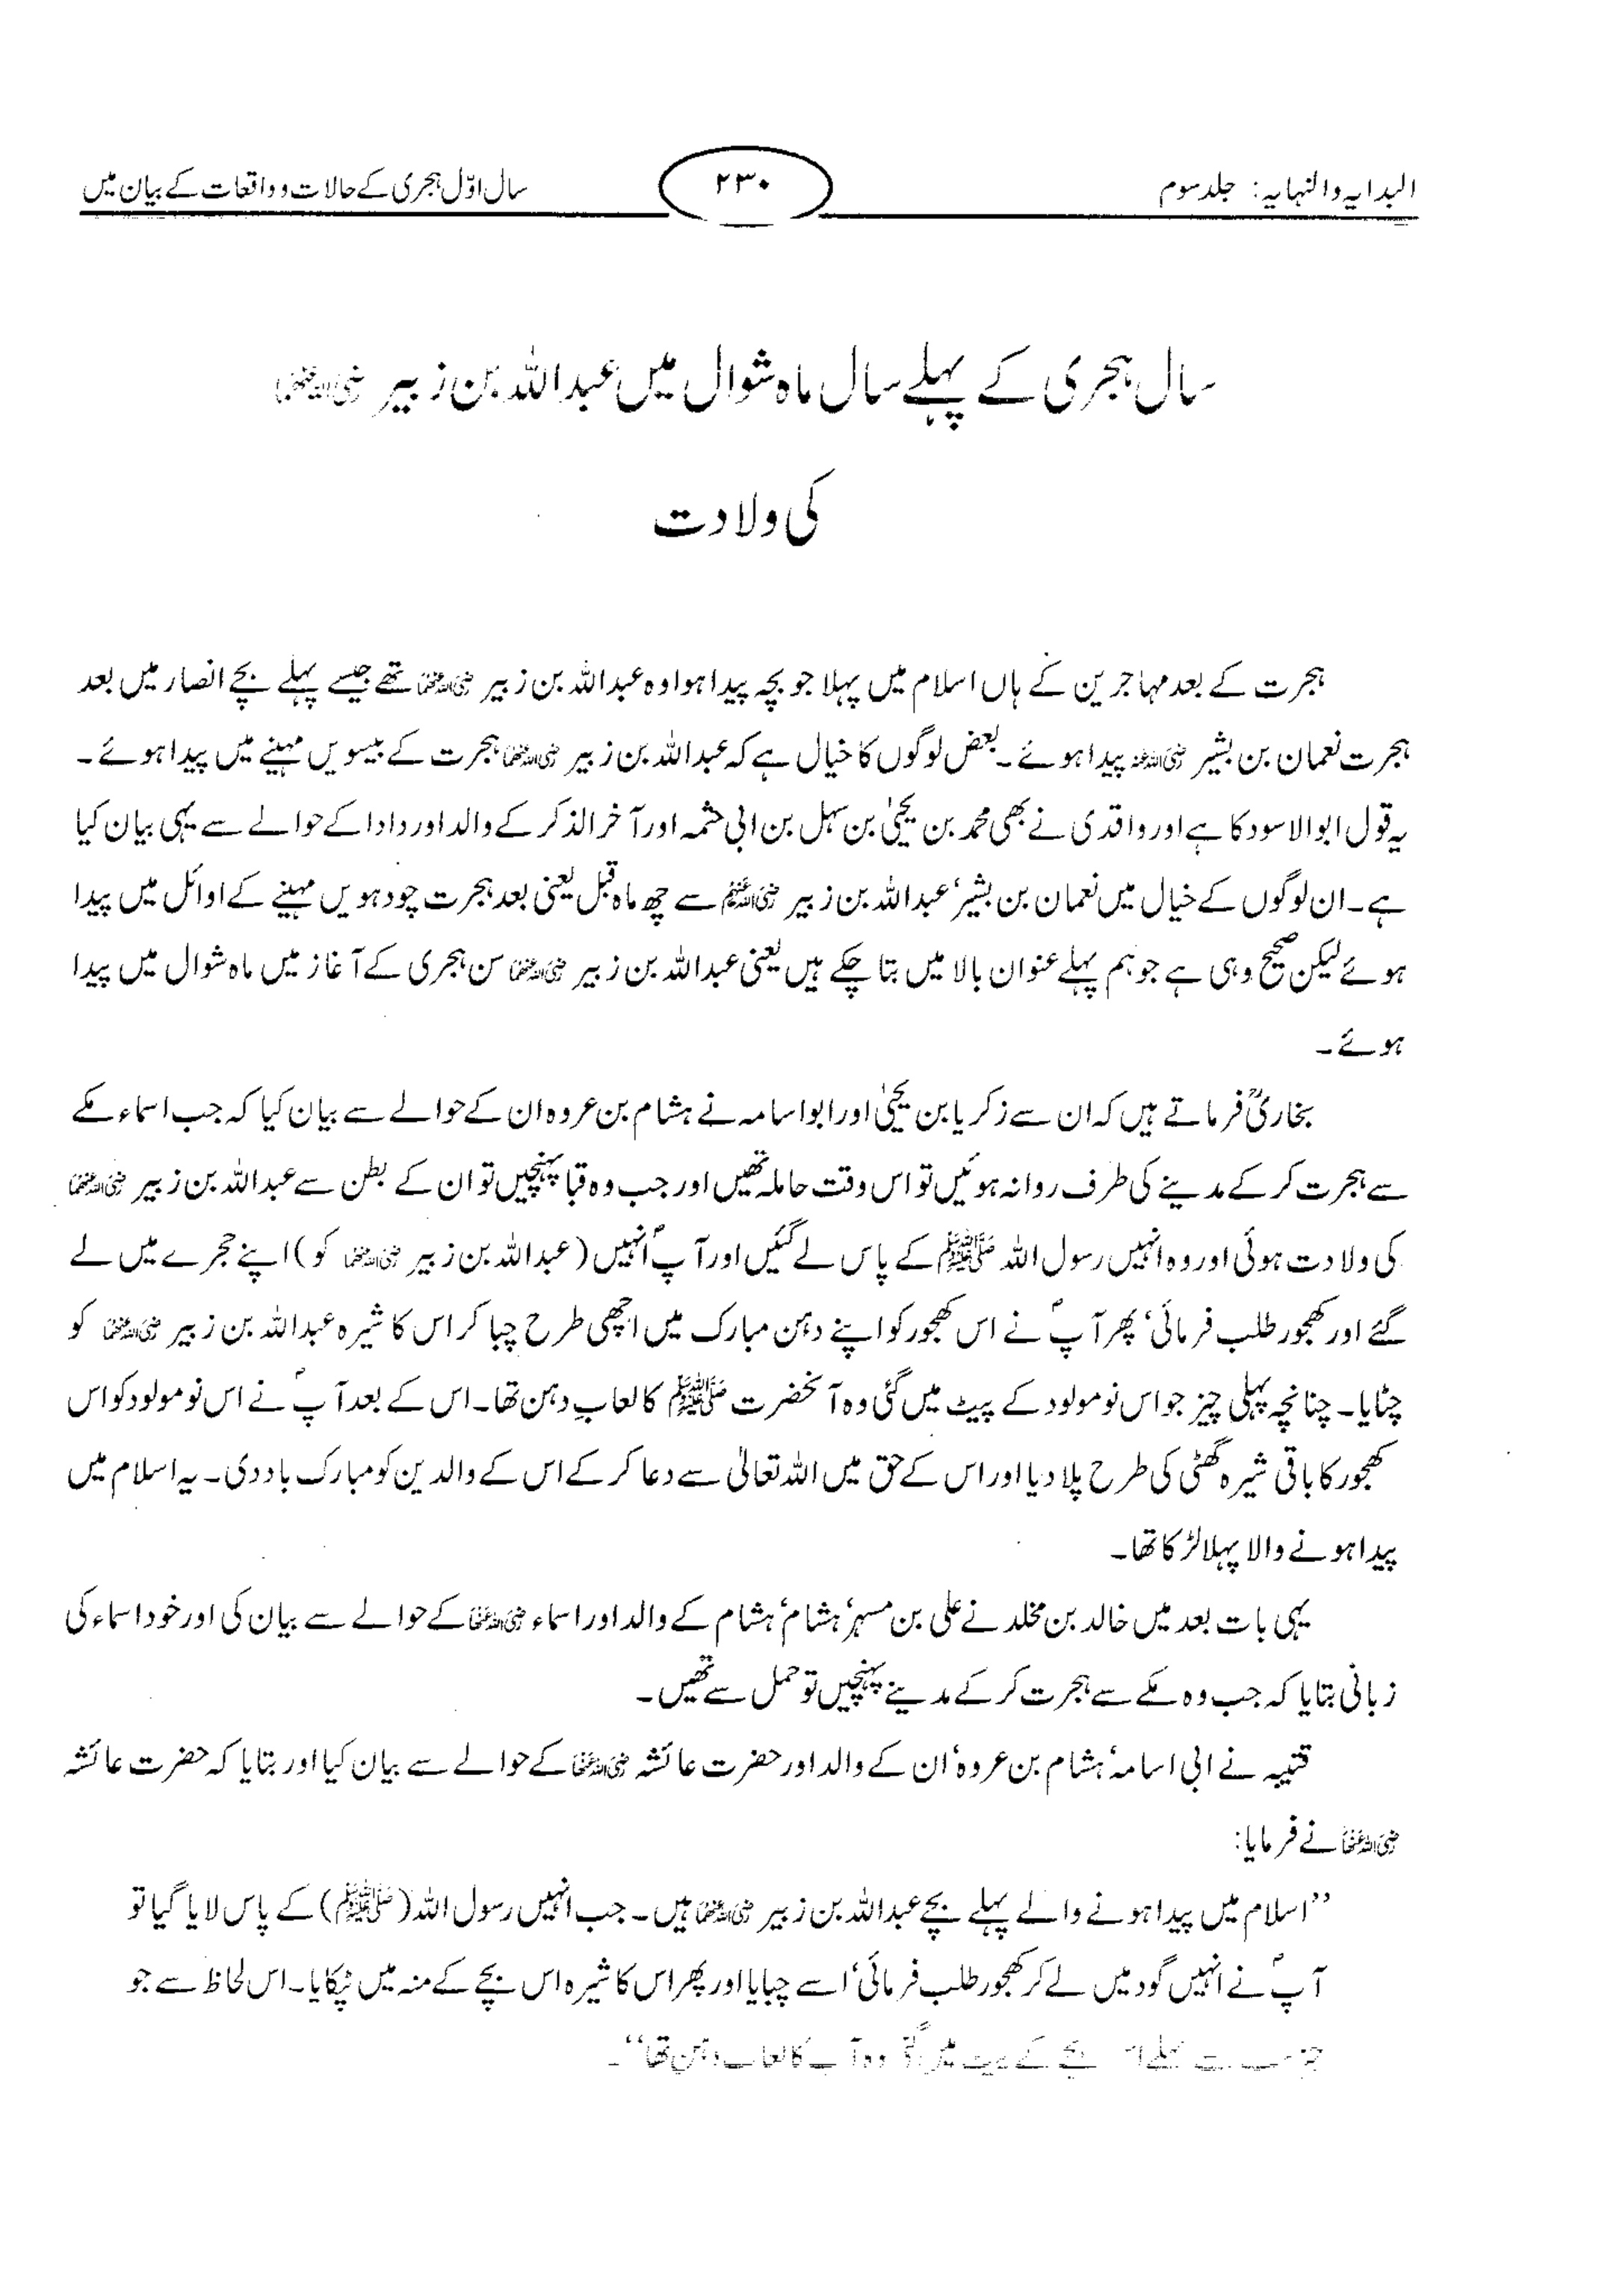 البدایہ والنہایہ: جلد سوم
۲۳۰
سال اوّل ہجری کے حالات و واقعات کے بیان میں
سال ہجری کے پہلے سال ماہ شوال میں عبداللہ بن زبیر رضی اللہ عنہما
کی ولادت
ہجرت کے بعد مہاجرین کے ہاں اسلام میں پہلا جو بچہ پیدا ہوا وہ عبداللہ بن زبیر رضی اللہ عنہما تھے جیسے پہلے بچے انصار میں بعد
ہجرت نعمان بن بشیر رضی اللہ عنہ پیدا ہوئے۔ بعض لوگوں کا خیال ہے کہ عبداللہ بن زبیر رضی اللہ عنہما ہجرت کے بیسویں مہینے میں پیدا ہوئے۔
یہ قول ابوالاسود کا ہے اور واقدی نے بھی محمد بن یحییٰ بن سہل بن ابی حثمہ اور آخر الذکر کے والد اور دادا کے حوالے سے یہی بیان کیا
ہے۔ ان لوگوں کے خیال میں نعمان بن بشیر‘ عبداللہ بن زبیر ﷺ سے چھ ماہ قبل یعنی بعد ہجرت چودہویں مہینے کے اوائل میں پیدا
ہوئے لیکن صحیح وہی ہے جو ہم پہلے عنوان بالا میں بتا چکے ہیں یعنی عبداللہ بن زبیر رضی اللہ عنہما سن ہجری کے آغاز میں ماہ شوال میں پیدا
ہوئے۔
بخاریؒ فرماتے ہیں کہ ان سے زکریا بن یحییٰ اور ابواسامہ نے ہشام بن عروہ ان کے حوالے سے بیان کیا کہ جب اسماء مکے
سے ہجرت کر کے مدینے کی طرف روانہ ہوئیں تو اس وقت حاملہ تھیں اور جب وہ قبا پہنچیں تو ان کے بطن سے عبداللہ بن زبیر رضی اللہ عنہما
کی ولادت ہوئی اور وہ انہیں رسول اللہ ﷺ کے پاس لے گئیں اور آپؐ انہیں (عبداللہ بن زبیر رضی اللہ عنہما کو) اپنے حجرے میں لے
گئے اور کھجور طلب فرمائی‘ پھر آپؐ نے اس کھجور کو اپنے دہن مبارک میں اچھی طرح چبا کر اس کا شیرہ عبداللہ بن زبیر رضی اللہ عنہما کو
چٹایا۔ چنانچہ پہلی چیز جو اس نومولود کے پیٹ میں گئی وہ آنحضرت ﷺ کا لعابِ دہن تھا۔ اس کے بعد آپؐ نے اس نومولود کو اس
کھجور کا باقی شیرہ گھٹی کی طرح پلا دیا اور اس کے حق میں اللہ تعالیٰ سے دعا کر کے اس کے والدین کو مبارک باد دی۔ یہ اسلام میں
پیدا ہونے والا پہلا لڑکا تھا۔
یہی بات بعد میں خالد بن مخلد نے علی بن مسہر‘ ہشام‘ ہشام کے والد اور اسماء رضی اللہ عنہا کے حوالے سے بیان کی اور خود اسماء کی
زبانی بتایا کہ جب وہ مکے سے ہجرت کر کے مدینے پہنچیں تو حمل سے تھیں۔
قتیبہ نے ابی اسامہ‘ ہشام بن عروہ‘ ان کے والد اور حضرت عائشہ رضی اللہ عنہا کے حوالے سے بیان کیا اور بتایا کہ حضرت عائشہ
رضی اللہ عنہا نے فرمایا:
”اسلام میں پیدا ہونے والے پہلے بچے عبداللہ بن زبیر رضی اللہ عنہما ہیں۔ جب انہیں رسول اللہ (ﷺ) کے پاس لایا گیا تو
آپؐ نے انہیں گود میں لے کر کھجور طلب فرمائی‘ اسے چبایا اور پھر اس کا شیرہ اس بچے کے منہ میں ٹپکایا۔ اس لحاظ سے جو
بچے کے پیٹ میں گئی وہ آپ کا لعاب دہن تھا“۔